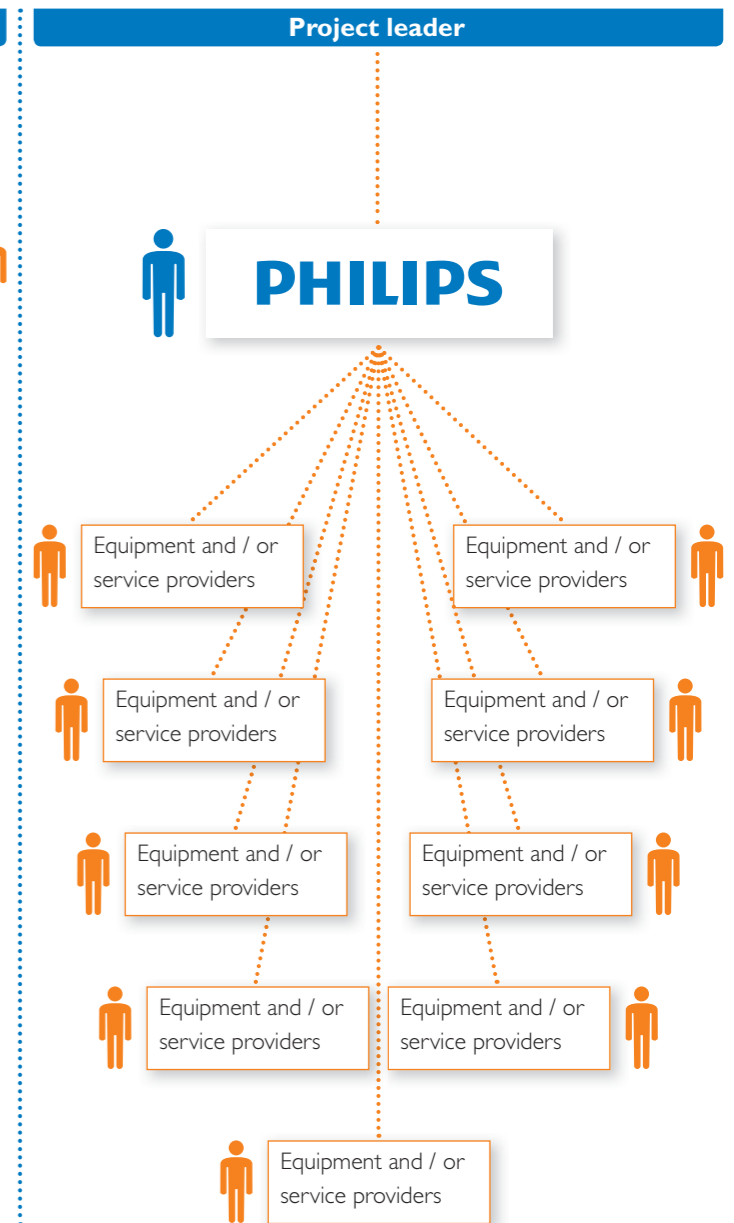 Project leader
PHILIPS
Equipment and / or
service providers
Equipment and / or
service providers
Equipment and / or
service providers
Equipment and / or
service providers
Equipment and / or
service providers
Equipment and / or
service providers
Equipment and / or
service providers
Equipment and / or
service providers
Equipment and / or
service providers